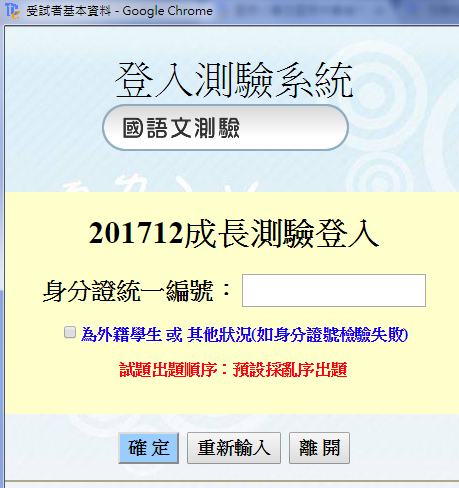 受試者基本資料 - Google Chrome
登入測驗系統
國語文測驗
201712成長測驗登入
身分證統一編號：
為外籍學生 或 其他狀況(如身分證號檢驗失敗)
試題出題順序：預設採亂序出題
確 定 重新輸入 離 開